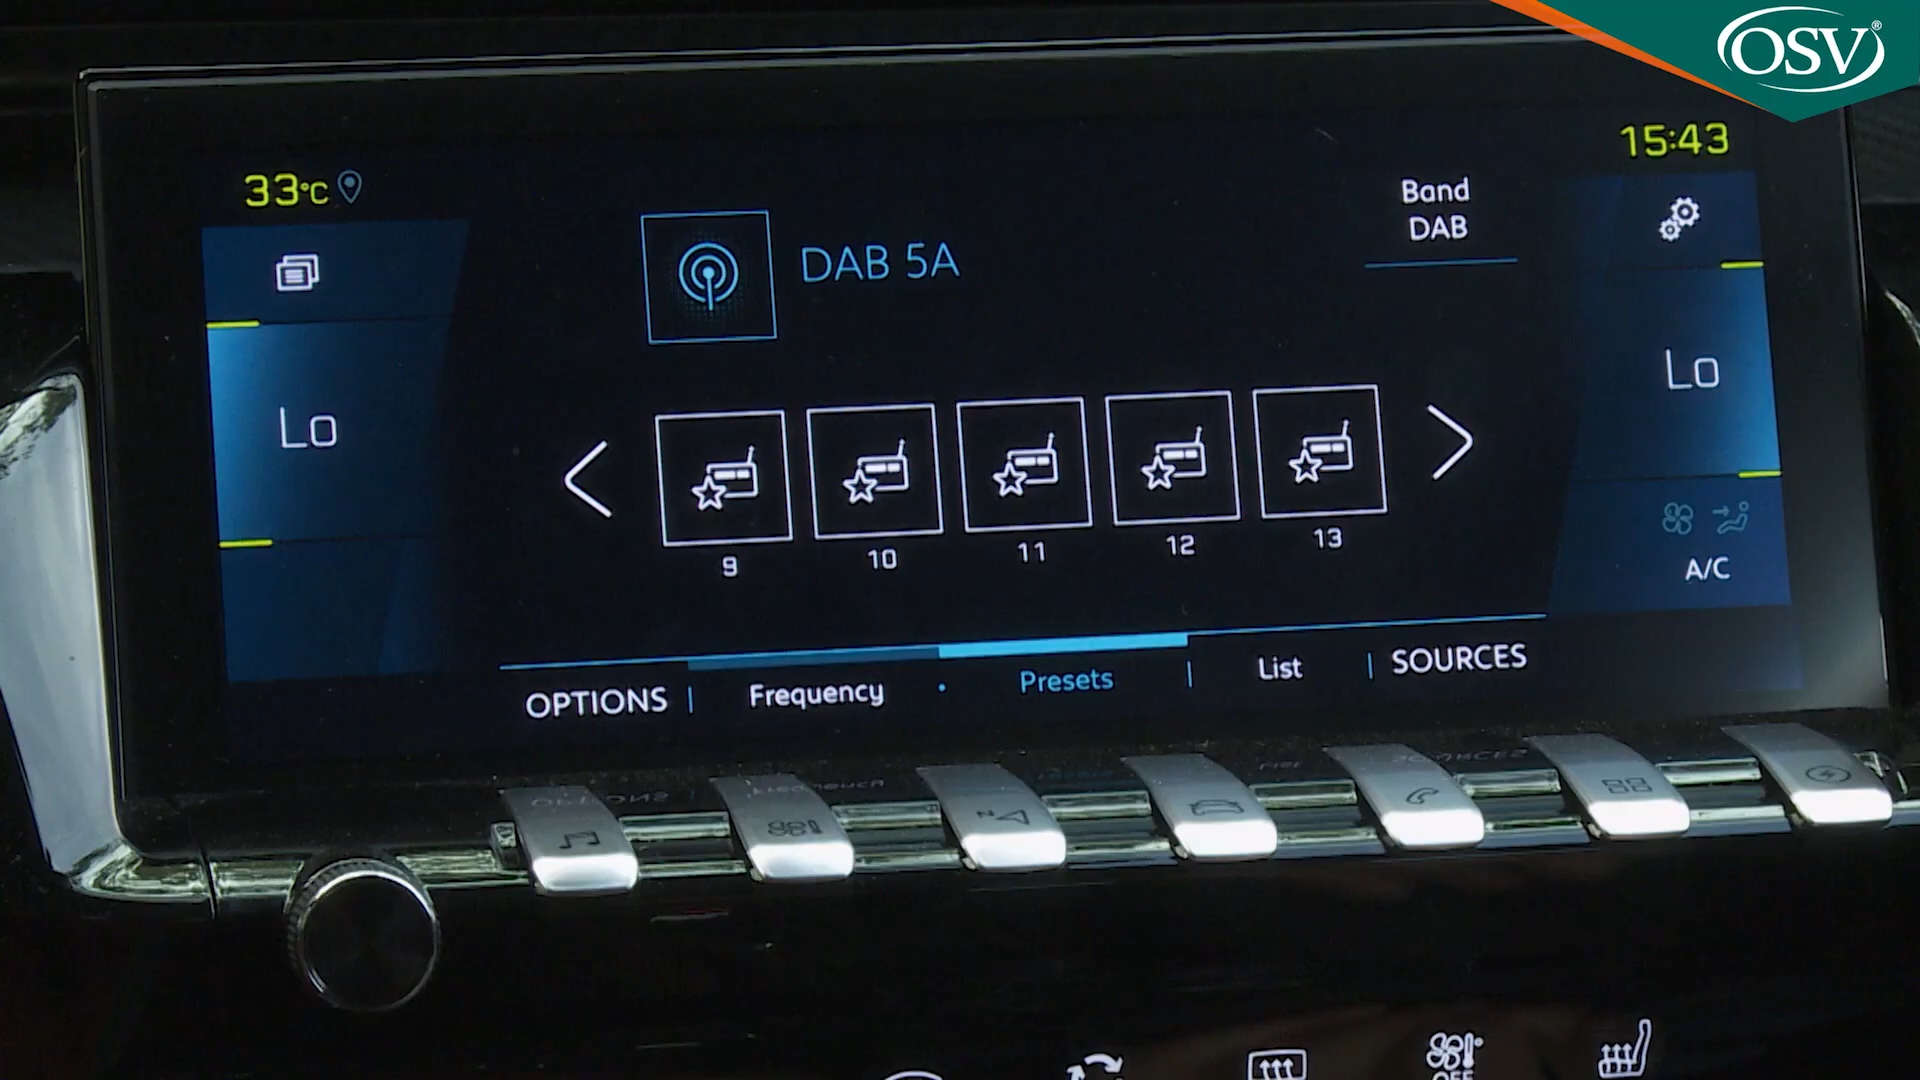 OSV®
15:43
33°C
Band
DAB
DAB 5A
Lo
Lo
9
10
11
12
13
A/C
OPTIONS
Frequency
Presets
List
SOURCES
N
OFF